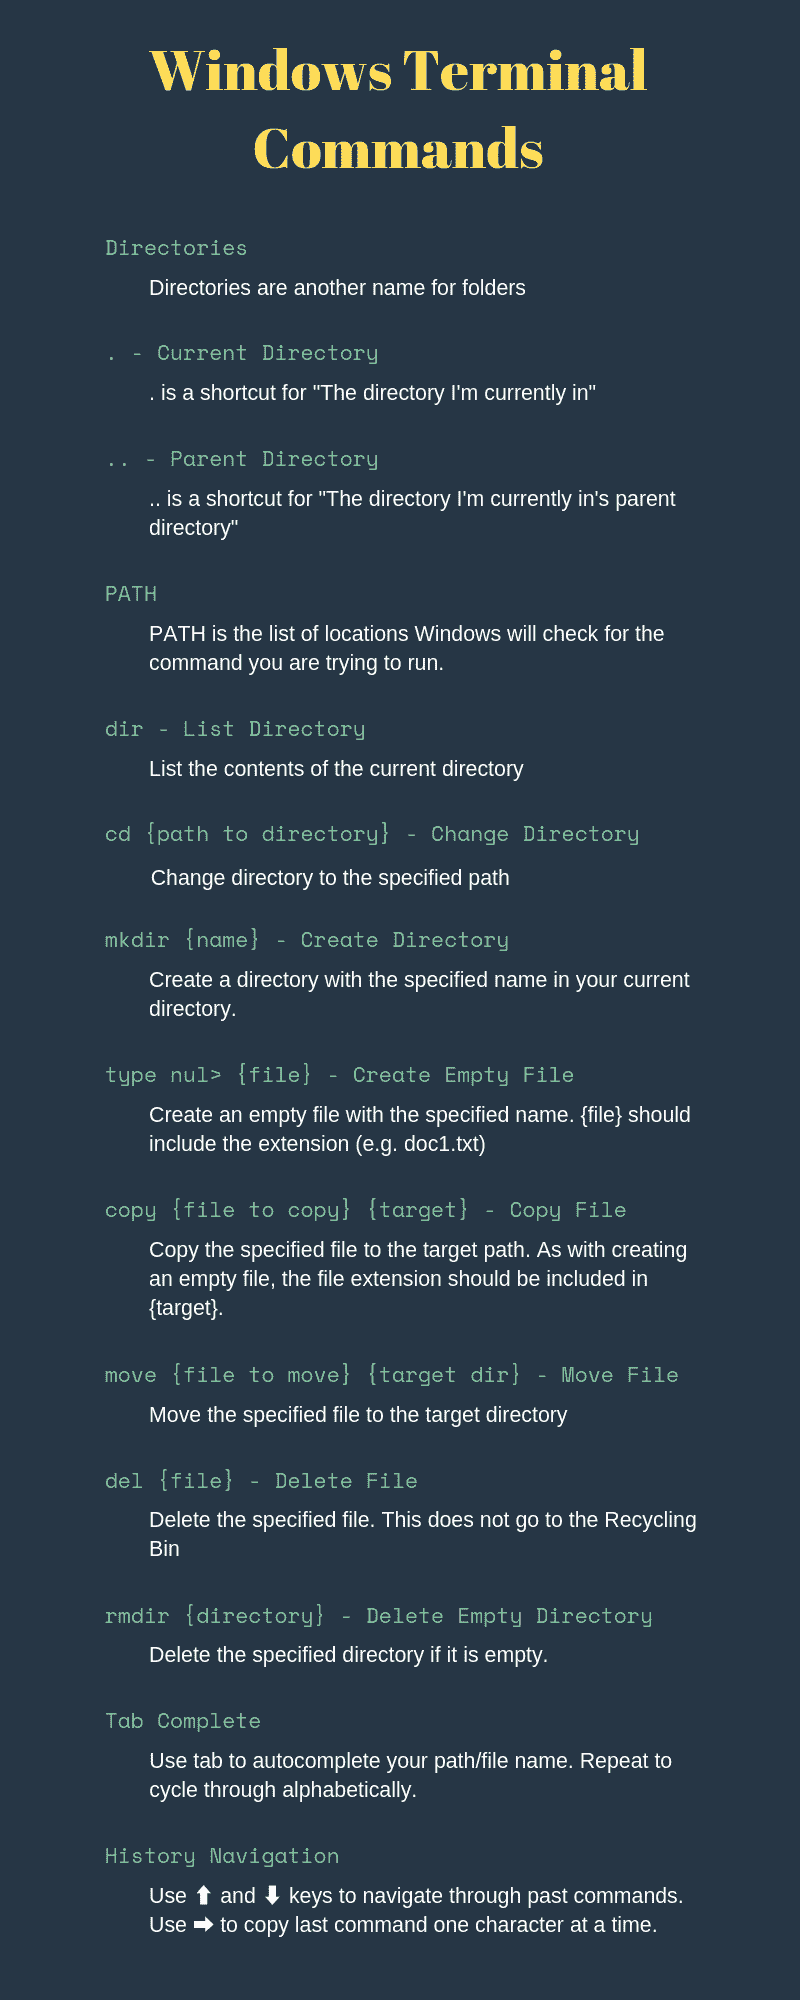 Windows Terminal
Commands
Directories
Directories are another name for folders
. - Current Directory
. is a shortcut for "The directory I'm currently in"
.. - Parent Directory
.. is a shortcut for "The directory I'm currently in's parent
directory"
PATH
PATH is the list of locations Windows will check for the
command you are trying to run.
dir - List Directory
List the contents of the current directory
cd {path to directory} - Change Directory
Change directory to the specified path
mkdir {name} - Create Directory
Create a directory with the specified name in your current
directory.
type nul> {file} - Create Empty File
Create an empty file with the specified name. {file} should
include the extension (e.g. doc1.txt)
copy {file to copy} {target} - Copy File
Copy the specified file to the target path. As with creating
an empty file, the file extension should be included in
{target}.
move {file to move} {target dir} - Move File
Move the specified file to the target directory
del {file} - Delete File
Delete the specified file. This does not go to the Recycling
Bin
rmdir {directory} - Delete Empty Directory
Delete the specified directory if it is empty.
Tab Complete
Use tab to autocomplete your path/file name. Repeat to
cycle through alphabetically.
History Navigation
Use ⬆ and ⬇ keys to navigate through past commands.
Use ➡ to copy last command one character at a time.